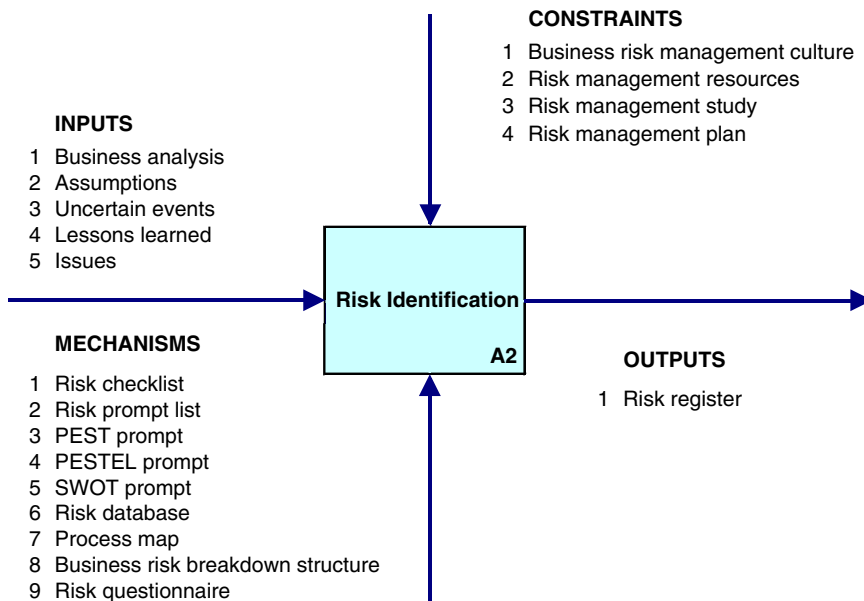 CONSTRAINTS
1 Business risk management culture
2 Risk management resources
3 Risk management study
4 Risk management plan
INPUTS
1 Business analysis
2 Assumptions
3 Uncertain events
4 Lessons learned
5 Issues
Risk Identification
A2
MECHANISMS
1 Risk checklist
2 Risk prompt list
3 PEST prompt
4 PESTEL prompt
5 SWOT prompt
6 Risk database
7 Process map
8 Business risk breakdown structure
9 Risk questionnaire
OUTPUTS
1 Risk register